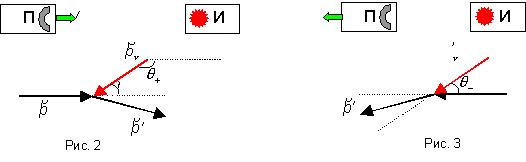 П И П И
p̆ᵥ θ₊ ′ᵥ θ₋
p̆ p̆′ p̆′
Рис. 2 Рис. 3